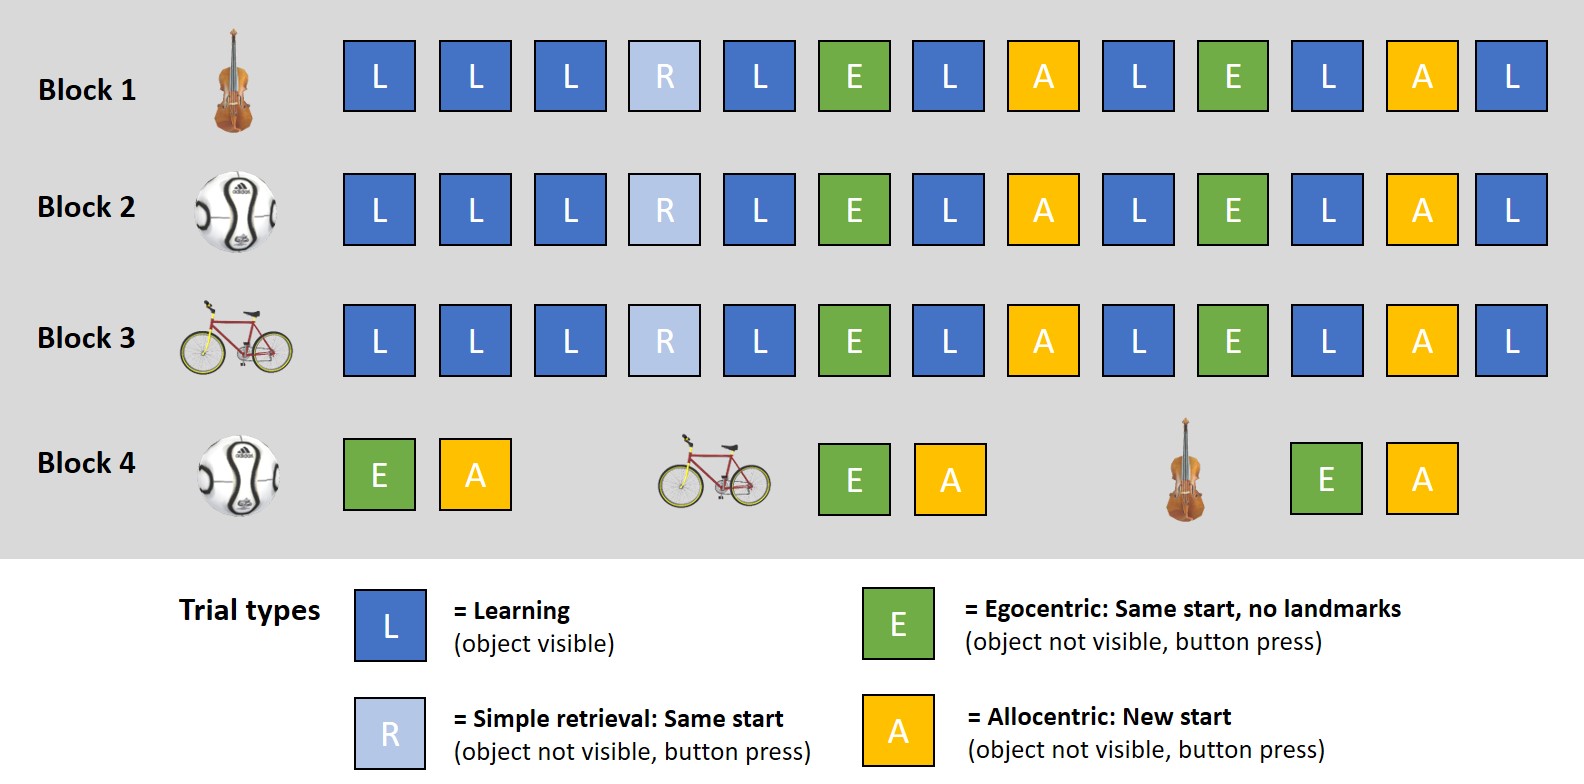 Block 1 L L L R L E L A L E L A L
Block 2 L L L R L E L A L E L A L
Block 3 L L L R L E L A L E L A L
Block 4 E A E A E A
Trial types
L = Learning
(object visible)
E = Egocentric: Same start, no landmarks
(object not visible, button press)
R = Simple retrieval: Same start
(object not visible, button press)
A = Allocentric: New start
(object not visible, button press)